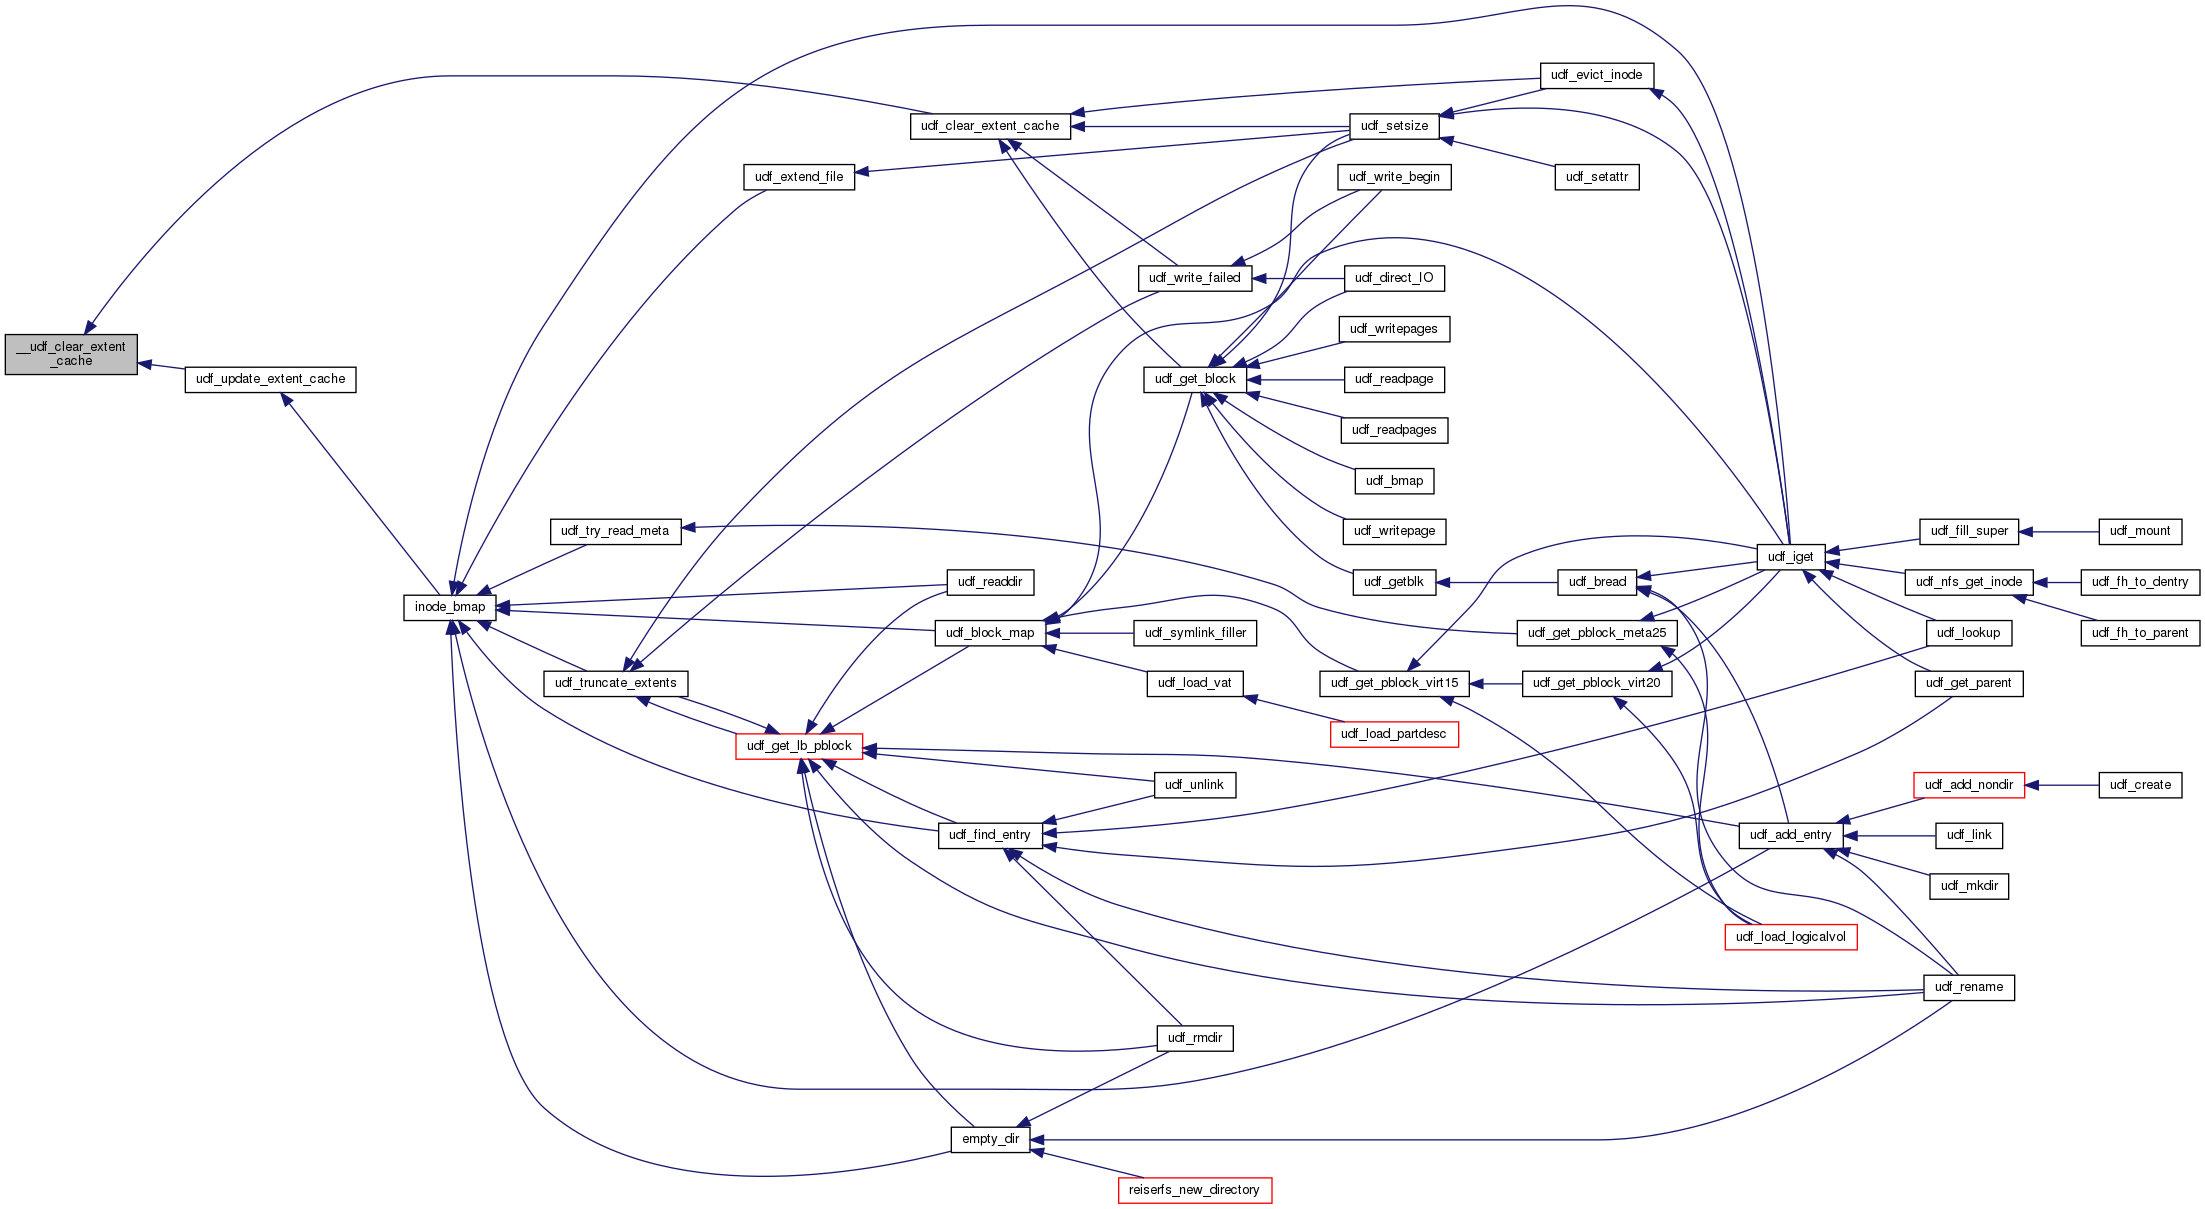 __udf_clear_extent
_cache
udf_update_extent_cache
inode_bmap
udf_extend_file
udf_try_read_meta
udf_truncate_extents
udf_get_lb_pblock
udf_clear_extent_cache
udf_readdir
udf_block_map
udf_find_entry
empty_dir
udf_write_failed
udf_get_block
udf_symlink_filler
udf_load_vat
udf_unlink
udf_rmdir
reiserfs_new_directory
udf_setsize
udf_write_begin
udf_direct_IO
udf_writepages
udf_readpage
udf_readpages
udf_bmap
udf_writepage
udf_getblk
udf_get_pblock_virt15
udf_load_partdesc
udf_evict_inode
udf_setattr
udf_bread
udf_get_pblock_meta25
udf_get_pblock_virt20
udf_iget
udf_add_entry
udf_load_logicalvol
udf_fill_super
udf_nfs_get_inode
udf_lookup
udf_get_parent
udf_add_nondir
udf_link
udf_mkdir
udf_rename
udf_mount
udf_fh_to_dentry
udf_fh_to_parent
udf_create